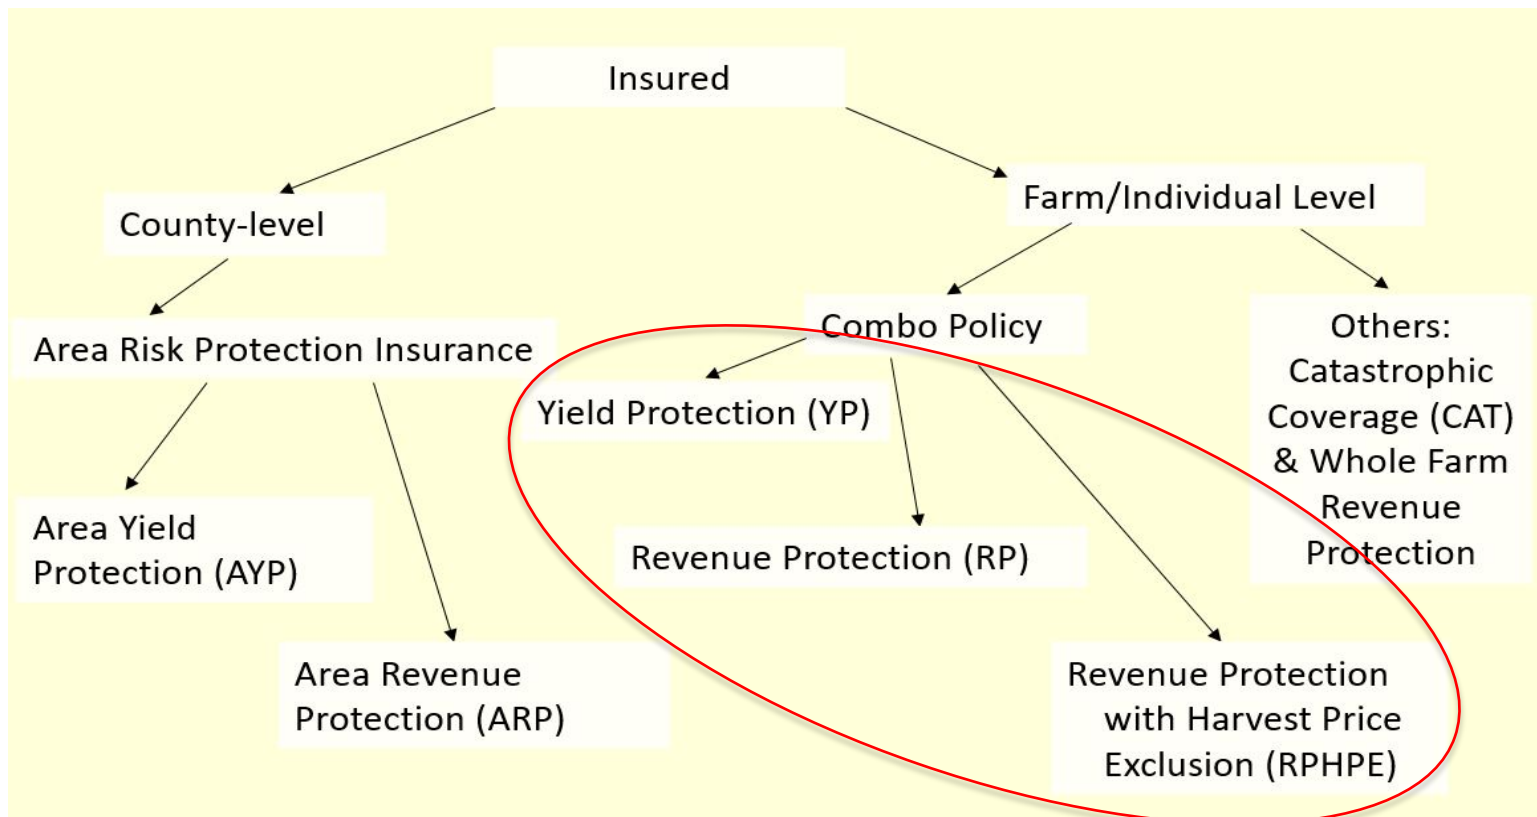 Insured
County-level
Farm/Individual Level
Area Risk Protection Insurance
Combo Policy
Others:
Catastrophic
Coverage (CAT)
& Whole Farm
Revenue
Protection
Yield Protection (YP)
Area Yield
Protection (AYP)
Revenue Protection (RP)
Area Revenue
Protection (ARP)
Revenue Protection
with Harvest Price
Exclusion (RPHPE)